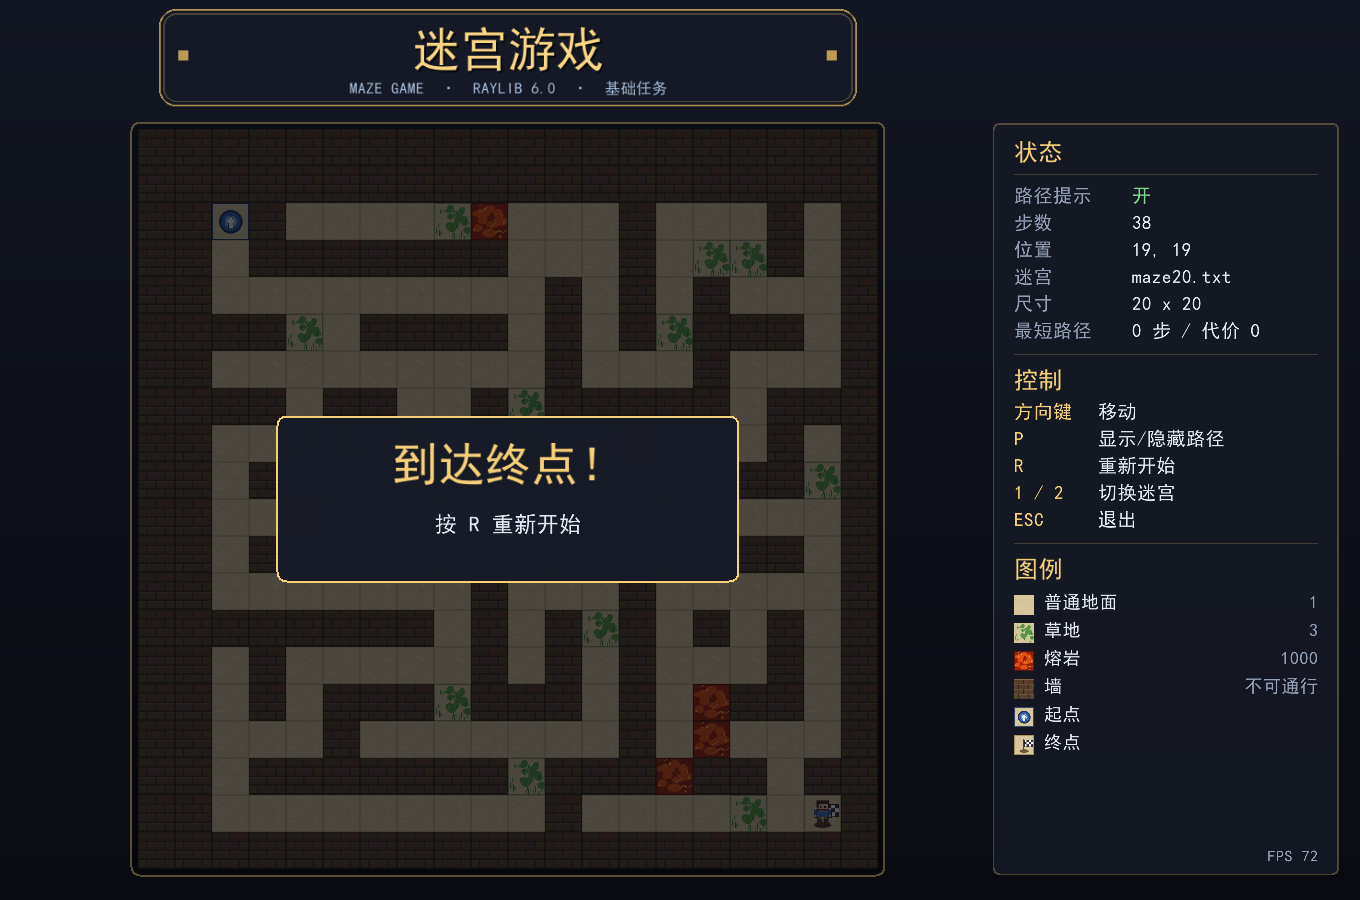 迷宫游戏
MAZE GAME · RAYLIB 6.0 · 基础任务
到达终点!
按 R 重新开始
状态
路径提示 开
步数 38
位置 19, 19
迷宫 maze20.txt
尺寸 20 x 20
最短路径 0 步 / 代价 0
控制
方向键 移动
P 显示/隐藏路径
R 重新开始
1 / 2 切换迷宫
ESC 退出
图例
普通地面 1
草地 3
熔岩 1000
墙 不可通行
起点
终点
FPS 72